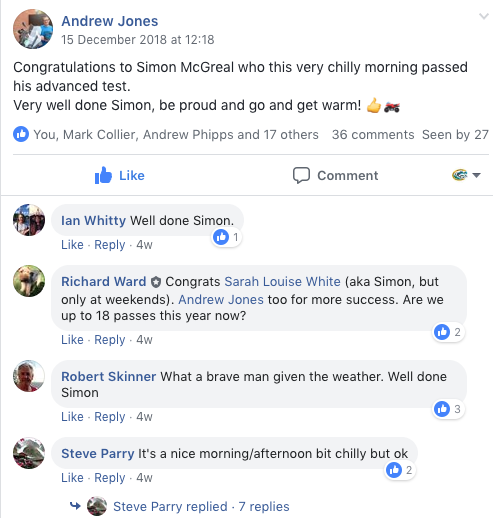 Andrew Jones
15 December 2018 at 12:18
Congratulations to Simon McGreal who this very chilly morning passed
his advanced test.
Very well done Simon, be proud and go and get warm! 👍🏍️
You, Mark Collier, Andrew Phipps and 17 others 36 comments Seen by 27
Like Comment
Ian Whitty Well done Simon.
1
Like · Reply · 4w
Richard Ward Congrats Sarah Louise White (aka Simon, but
only at weekends). Andrew Jones too for more success. Are we
up to 18 passes this year now?
2
Like · Reply · 4w
Robert Skinner What a brave man given the weather. Well done
Simon
3
Like · Reply · 4w
Steve Parry It's a nice morning/afternoon bit chilly but ok
2
Like · Reply · 4w
Steve Parry replied · 7 replies